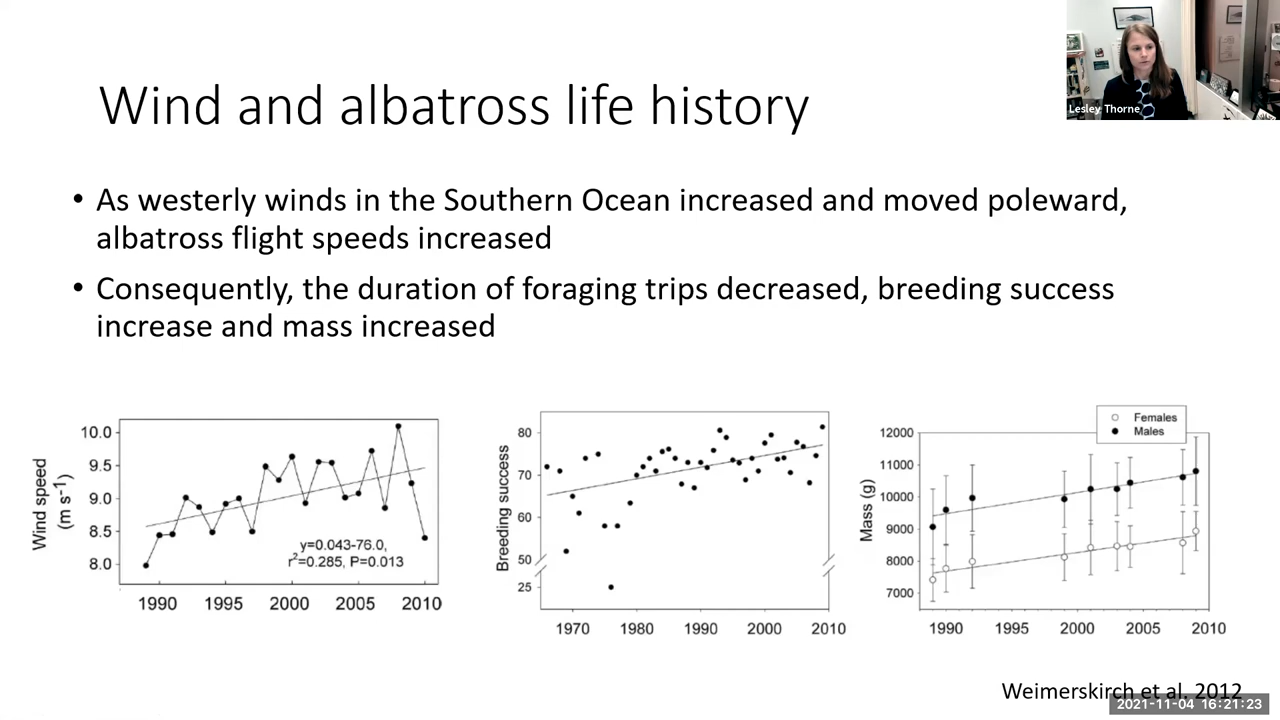 Lesley Thorne
Wind and albatross life history
• As westerly winds in the Southern Ocean increased and moved poleward,
albatross flight speeds increased
• Consequently, the duration of foraging trips decreased, breeding success
increase and mass increased
Wind speed
(m s-1)
10.0
9.5
9.0
8.5
8.0
y=0.043-76.0,
r2=0.285, P=0.013
1990 1995 2000 2005 2010
Breeding success
80
70
60
50
25
1970 1980 1990 2000 2010
Females
Males
Mass (g)
12000
11000
10000
9000
8000
7000
1990 1995 2000 2005 2010
Weimerskirch et al. 2012
2021-11-04 16:21:23